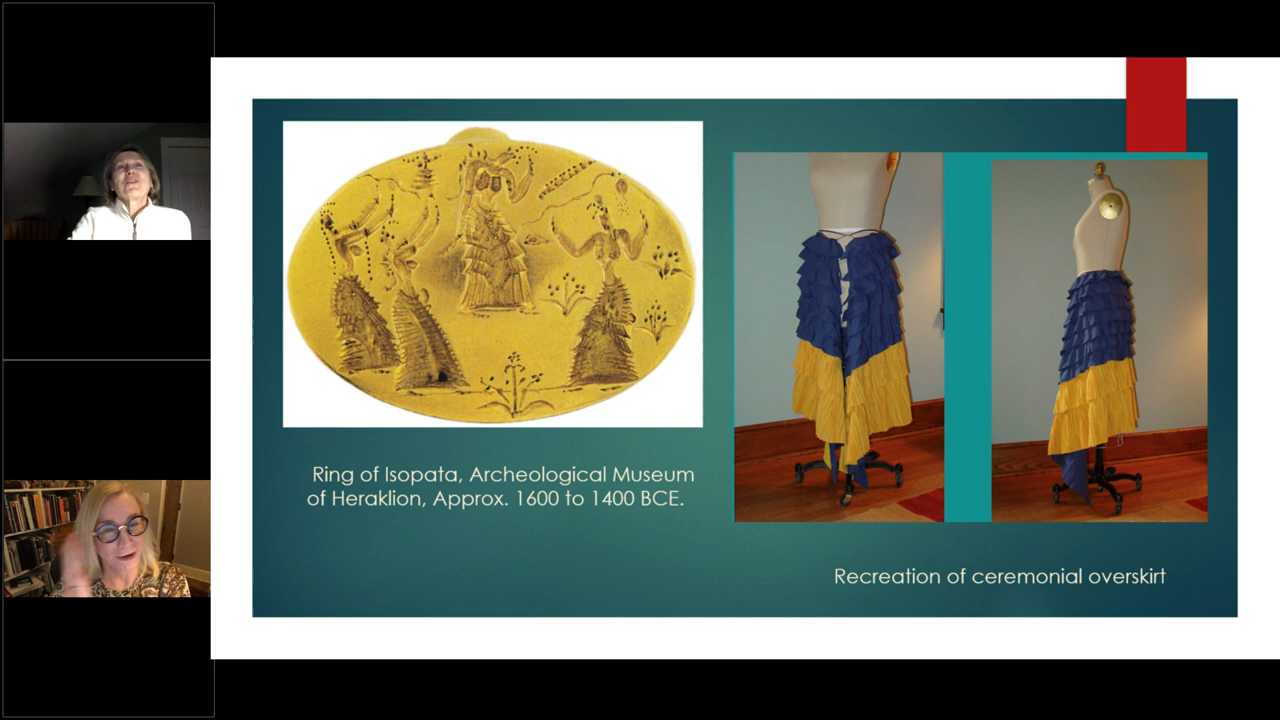 Ring of Isopata, Archeological Museum
of Heraklion, Approx. 1600 to 1400 BCE.
Recreation of ceremonial overskirt